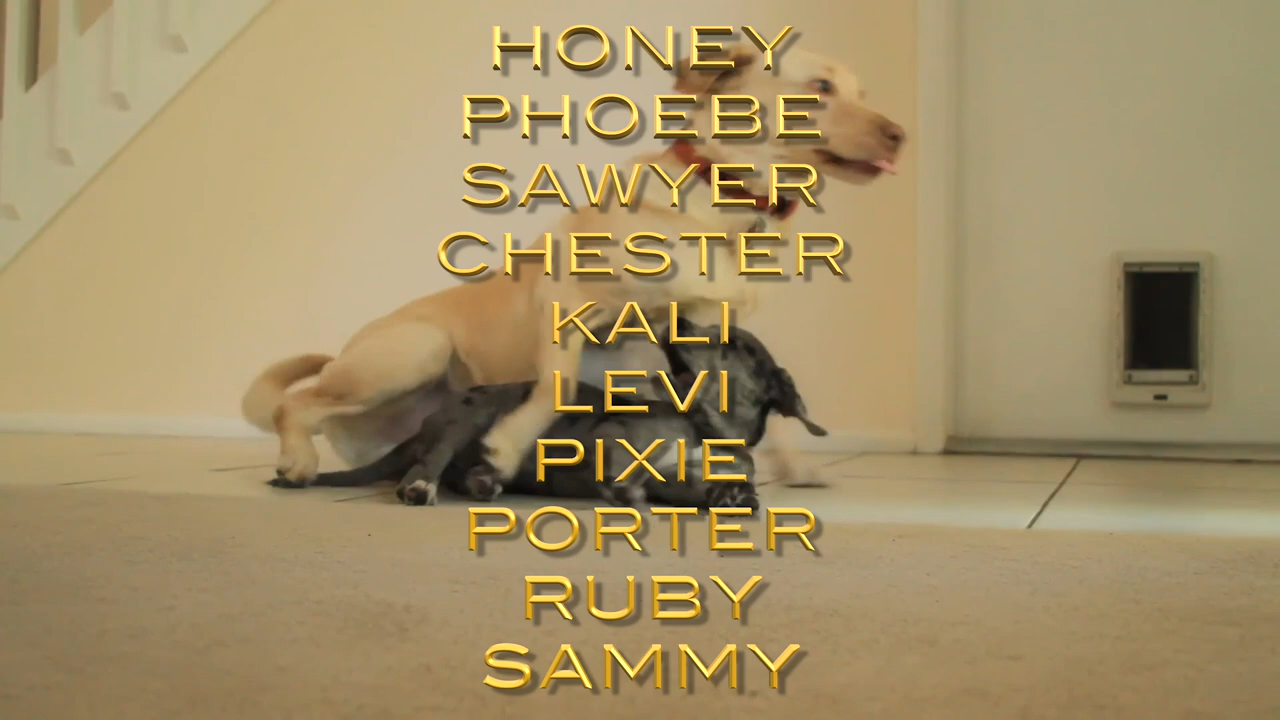 HONEY
PHOEBE
SAWYER
CHESTER
KALI
LEVI
PIXIE
PORTER
RUBY
SAMMY